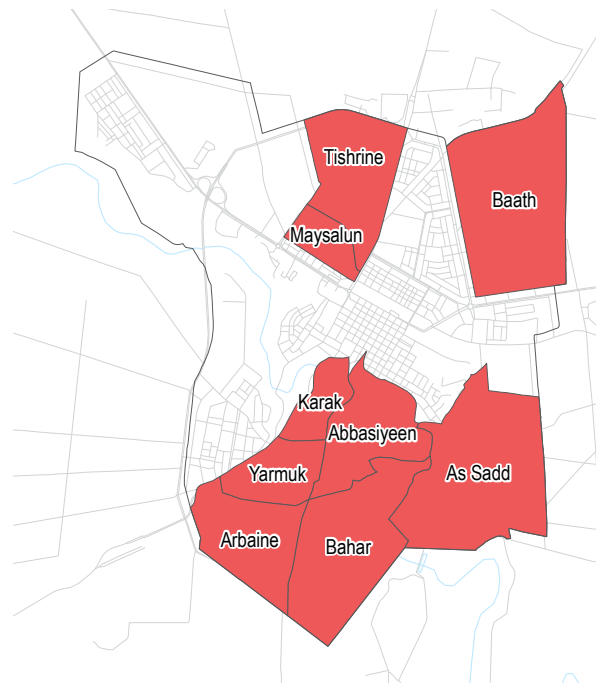 Tishrine
Baath
Maysalun
Karak
Abbasiyeen
Yarmuk
As Sadd
Arbaine
Bahar